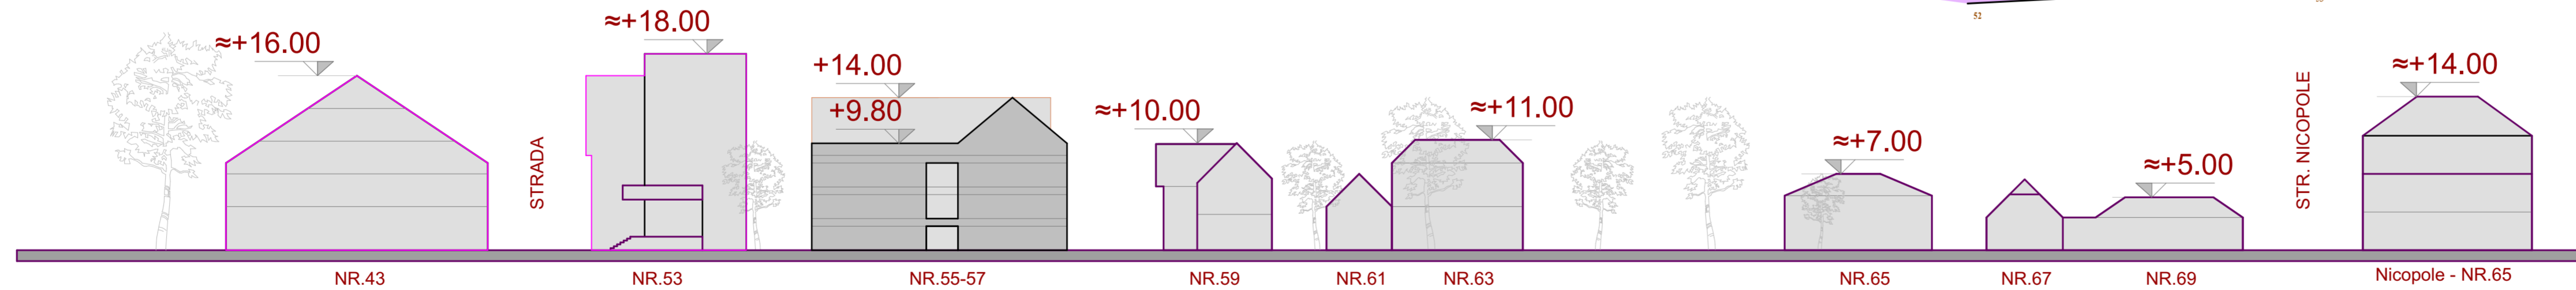 52
≈+16.00
≈+18.00
+14.00
+9.80
≈+10.00
≈+11.00
≈+7.00
≈+5.00
≈+14.00
STRADA
STR. NICOPOLE
NR.43
NR.53
NR.55-57
NR.59
NR.61
NR.63
NR.65
NR.67
NR.69
Nicopole - NR.65